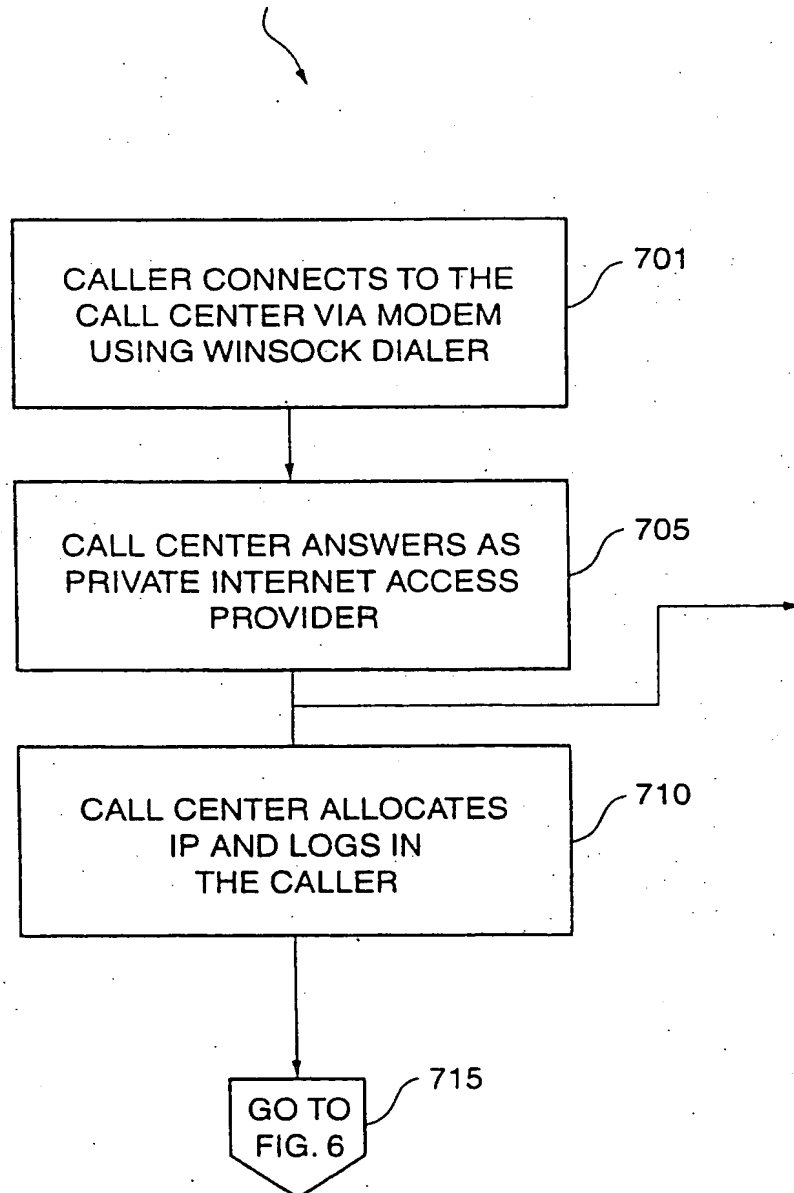 CALLER CONNECTS TO THE
CALL CENTER VIA MODEM
USING WINSOCK DIALER
701
CALL CENTER ANSWERS AS
PRIVATE INTERNET ACCESS
PROVIDER
705
CALL CENTER ALLOCATES
IP AND LOGS IN
THE CALLER
710
GO TO
FIG. 6
715